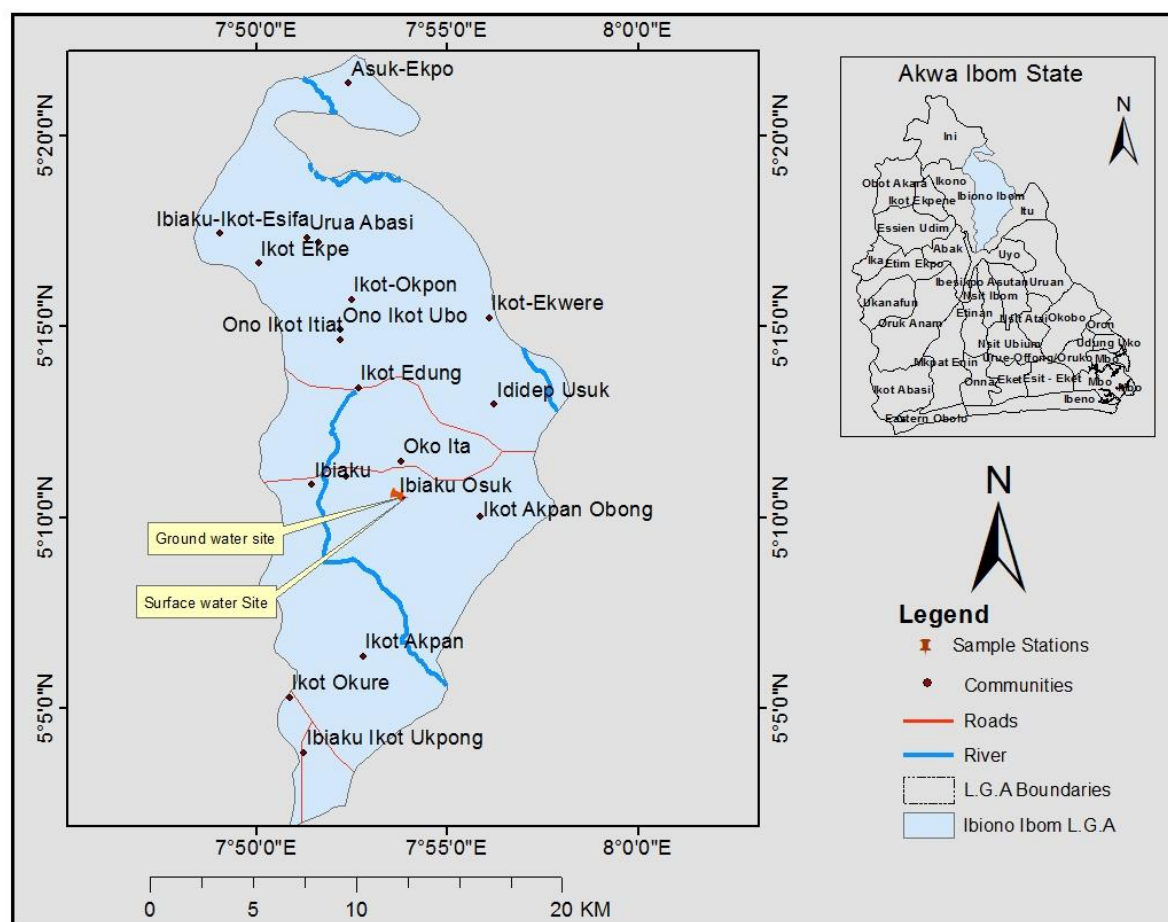 7°50'0"E 7°55'0"E 8°0'0"E
5°20'0"N
5°15'0"N
5°10'0"N
5°5'0"N
Asuk-Ekpo
Ibiaku-Ikot-Esifa
Urua Abasi
Ikot Ekpe
Ikot-Okpon
Ikot-Ekwere
Ono Ikot Ubo
Ono Ikot Itiat
Ikot Edung
Ididep Usuk
Oko Ita
Ibiaku
Ibiaku Osuk
Ikot Akpan Obong
Ground water site
Surface water Site
Ikot Akpan
Ikot Okure
Ibiaku Ikot Ukpong
5°20'0"N
5°15'0"N
5°10'0"N
5°5'0"N
7°50'0"E 7°55'0"E 8°0'0"E
0 5 10 20 KM
Akwa Ibom State
N
Ini
Obot Akara
Ikono
Ikot Ekpene
Ibiono Ibom
Itu
Essien Udim
Abak
Uyo
Ika
Etim Ekpo
Ibesikpo Asutan
Uruan
Nsit Ibom
Ukanafun
Etinan
Nsit Atai
Okobo
Oruk Anam
Oron
Nsit Ubium
Udung Uko
Urue-Offong/Oruko
Mbo
Mkpat Enin
Ikot Abasi
Onna
Eket
Esit - Eket
Mbo
Mbo
Ibeno
Eastern Obolo
N
Legend
Sample Stations
Communities
Roads
River
L.G.A Boundaries
Ibiono Ibom L.G.A